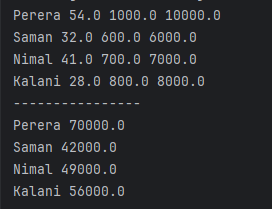 Perera 54.0 1000.0 10000.0
Saman 32.0 600.0 6000.0
Nimal 41.0 700.0 7000.0
Kalani 28.0 800.0 8000.0
----------------
Perera 70000.0
Saman 42000.0
Nimal 49000.0
Kalani 56000.0